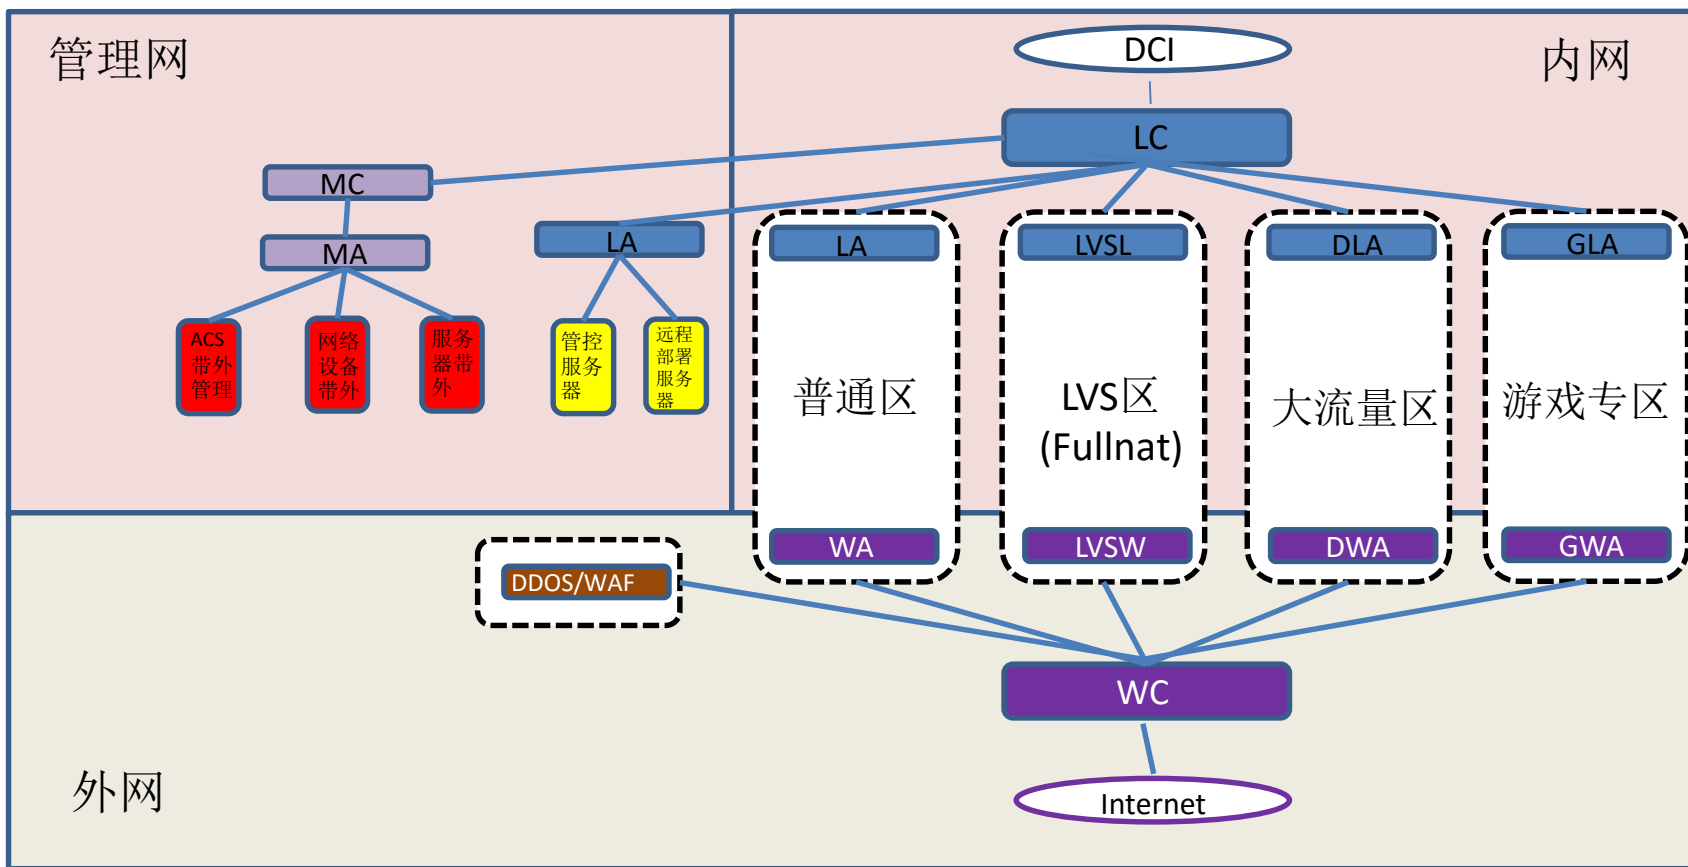 管理网
内网
DCI
LC
MC
MA
LA
ACS
带外
管理
网络
设备
带外
服务
器带
外
管控
服务
器
远程
部署
服务
器
LA
LVSL
DLA
GLA
普通区
LVS区
(Fullnat)
大流量区
游戏专区
WA
LVSW
DWA
GWA
DDOS/WAF
WC
外网
Internet